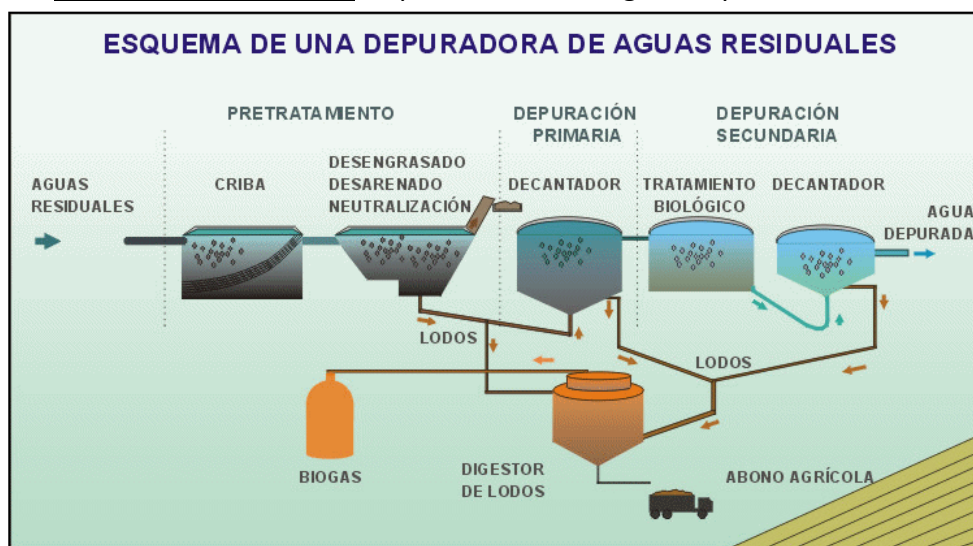 ESQUEMA DE UNA DEPURADORA DE AGUAS RESIDUALES
PRETRATAMIENTO
DEPURACIÓN
PRIMARIA
DEPURACIÓN
SECUNDARIA
AGUAS
RESIDUALES
CRIBA
DESENGRASADO
DESARENADO
NEUTRALIZACIÓN
DECANTADOR
TRATAMIENTO
BIOLÓGICO
DECANTADOR
AGUA
DEPURADA
LODOS
LODOS
BIOGAS
DIGESTOR
DE LODOS
ABONO AGRÍCOLA